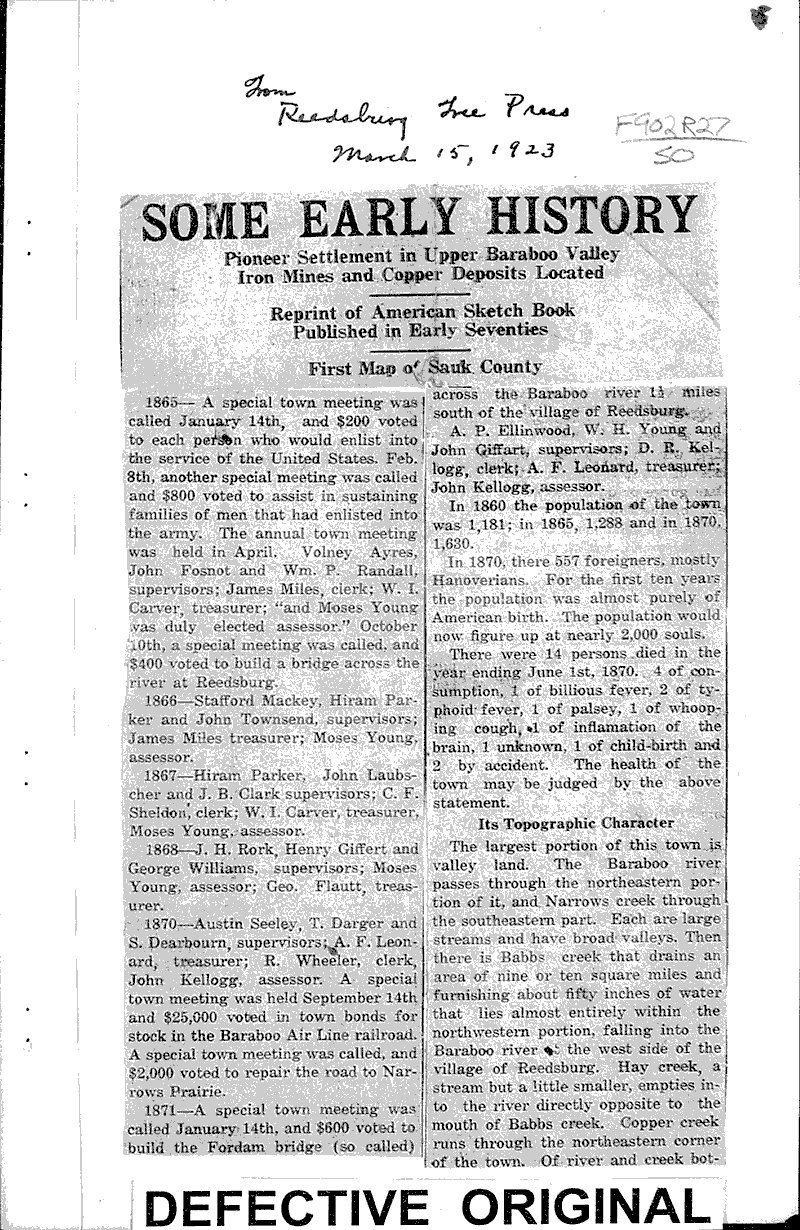 From
Reedsburg Free Press
March 15, 1923
F902R27
SO
SOME EARLY HISTORY
Pioneer Settlement in Upper Baraboo Valley
Iron Mines and Copper Deposits Located
Reprint of American Sketch Book
Published in Early Seventies
First Map of Sauk County
1865— A special town meeting was
called January 14th, and $200 voted
to each person who would enlist into
the service of the United States. Feb.
8th, another special meeting was called
and $800 voted to assist in sustaining
families of men that had enlisted into
the army. The annual town meeting
was held in April. Volney Ayres,
John Fosnot and Wm. P. Randall,
supervisors; James Miles, clerk; W. I.
Carver, treasurer; "and Moses Young
was duly elected assessor." October
10th, a special meeting was called, and
$400 voted to build a bridge across the
river at Reedsburg.
1866—Stafford Mackey, Hiram Par-
ker and John Townsend, supervisors;
James Miles treasurer; Moses Young,
assessor.
1867—Hiram Parker, John Laubs-
cher and J. B. Clark supervisors; C. F.
Sheldon, clerk; W. I. Carver, treasurer,
Moses Young, assessor.
1868—J. H. Rork, Henry Giffert and
George Williams, supervisors; Moses
Young, assessor; Geo. Flautt, treas-
urer.
1870—Austin Seeley, T. Darger and
S. Dearbourn, supervisors; A. F. Leon-
ard, treasurer; R. Wheeler, clerk,
John Kellogg, assessor. A special
town meeting was held September 14th
and $25,000 voted in town bonds for
stock in the Baraboo Air Line railroad.
A special town meeting was called, and
$2,000 voted to repair the road to Nar-
rows Prairie.
1871—A special town meeting was
called January 14th, and $600 voted to
build the Fordam bridge (so called)
across the Baraboo river 1½ miles
south of the village of Reedsburg.
A. P. Ellinwood, W. H. Young and
John Giffart, supervisors; D. R. Kel-
logg, clerk; A. F. Leonard, treasurer;
John Kellogg, assessor.
In 1860 the population of the town
was 1,181; in 1865, 1,288 and in 1870,
1,630.
In 1870, there 557 foreigners, mostly
Hanoverians. For the first ten years
the population was almost purely of
American birth. The population would
now figure up at nearly 2,000 souls.
There were 14 persons died in the
year ending June 1st, 1870. 4 of con-
sumption, 1 of billious fever, 2 of ty-
phoid fever, 1 of palsey, 1 of whoop-
ing cough, 1 of inflamation of the
brain, 1 unknown, 1 of child-birth and
2 by accident. The health of the
town may be judged by the above
statement.
Its Topographic Character
The largest portion of this town is
valley land. The Baraboo river
passes through the northeastern por-
tion of it, and Narrows creek through
the southeastern part. Each are large
streams and have broad valleys. Then
there is Babbs creek that drains an
area of nine or ten square miles and
furnishing about fifty inches of water
that lies almost entirely within the
northwestern portion, falling into the
Baraboo river the west side of the
village of Reedsburg. Hay creek, a
stream but a little smaller, empties in-
to the river directly opposite to the
mouth of Babbs creek. Copper creek
runs through the northeastern corner
of the town. Of river and creek bot-
DEFECTIVE ORIGINAL